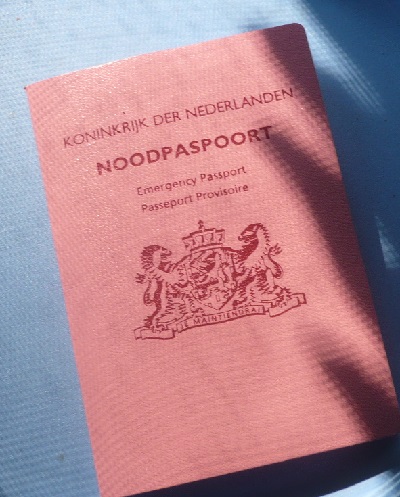 KONINKRIJK DER NEDERLANDEN
NOODPASPOORT
Emergency Passport
Passeport Provisoire
JE MAINTIENDRAI